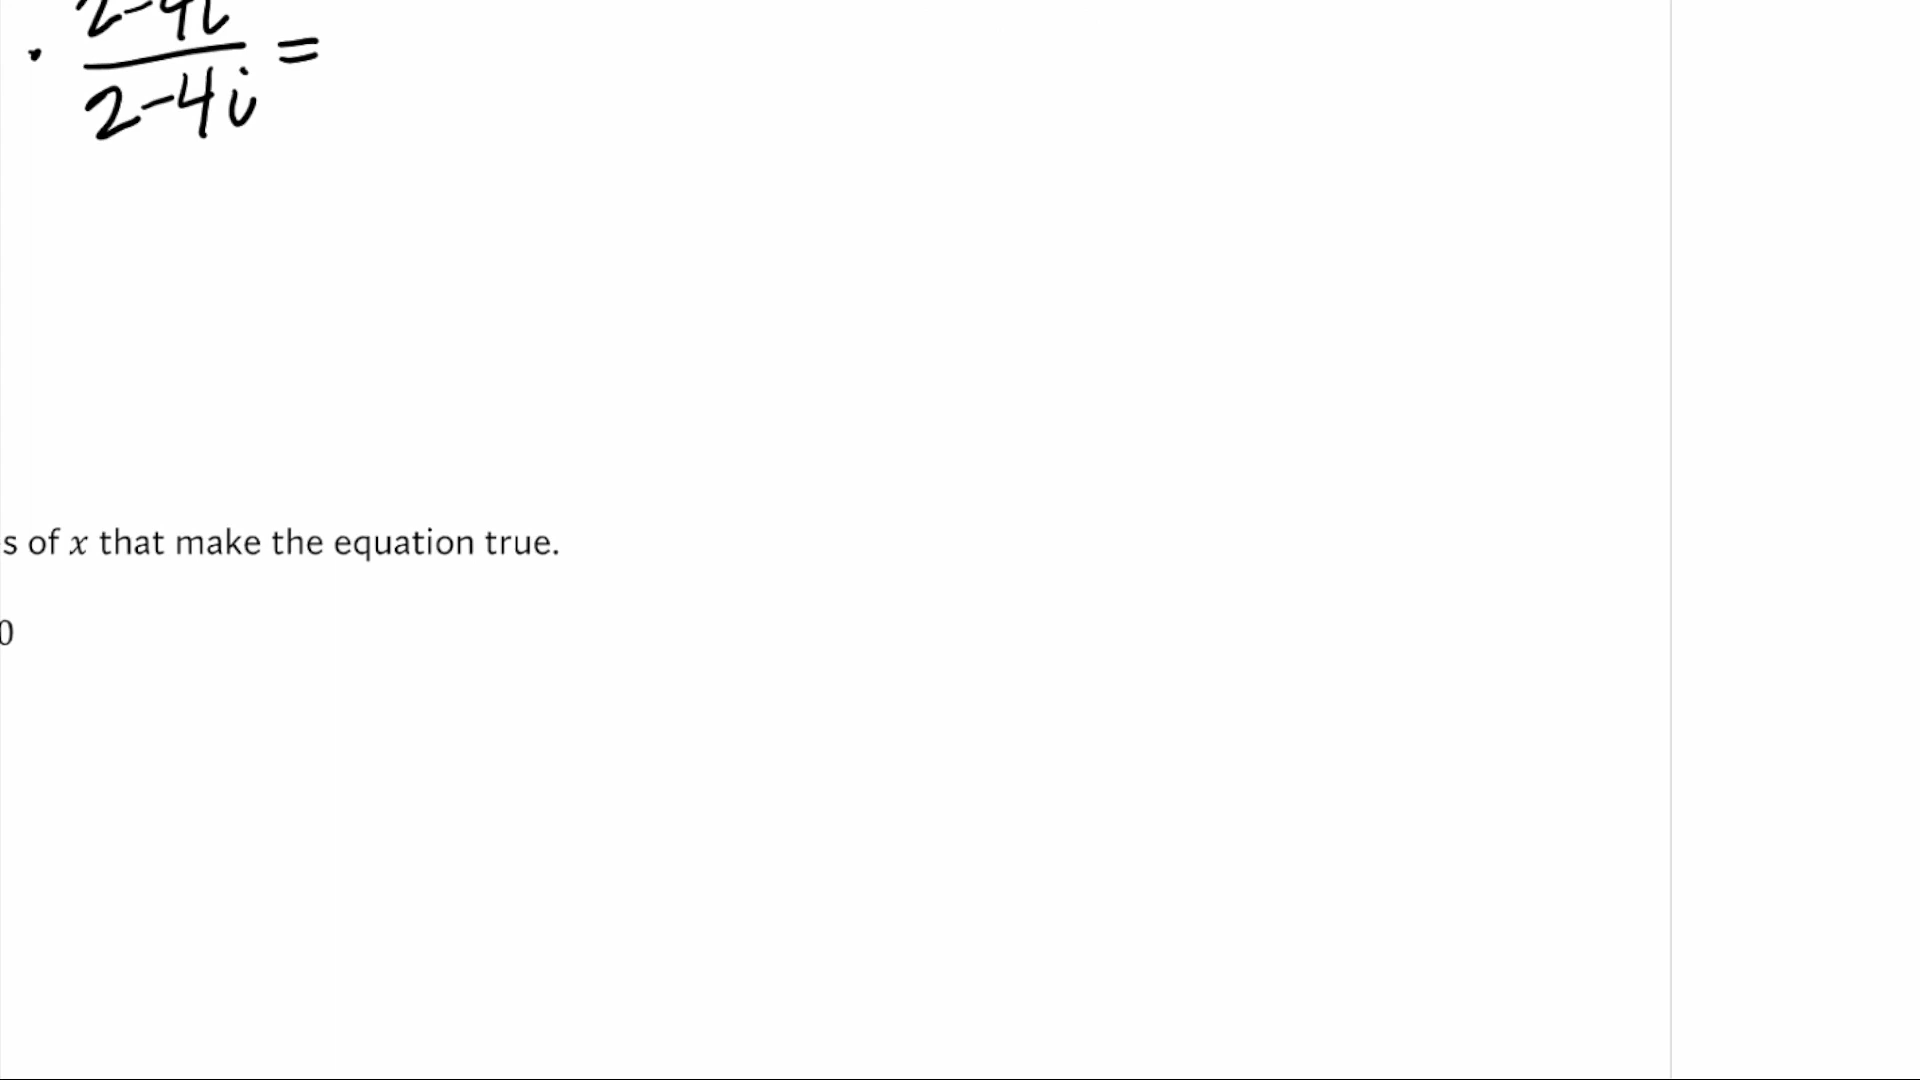 · 2-4i
2-4i =
s of x that make the equation true.
0